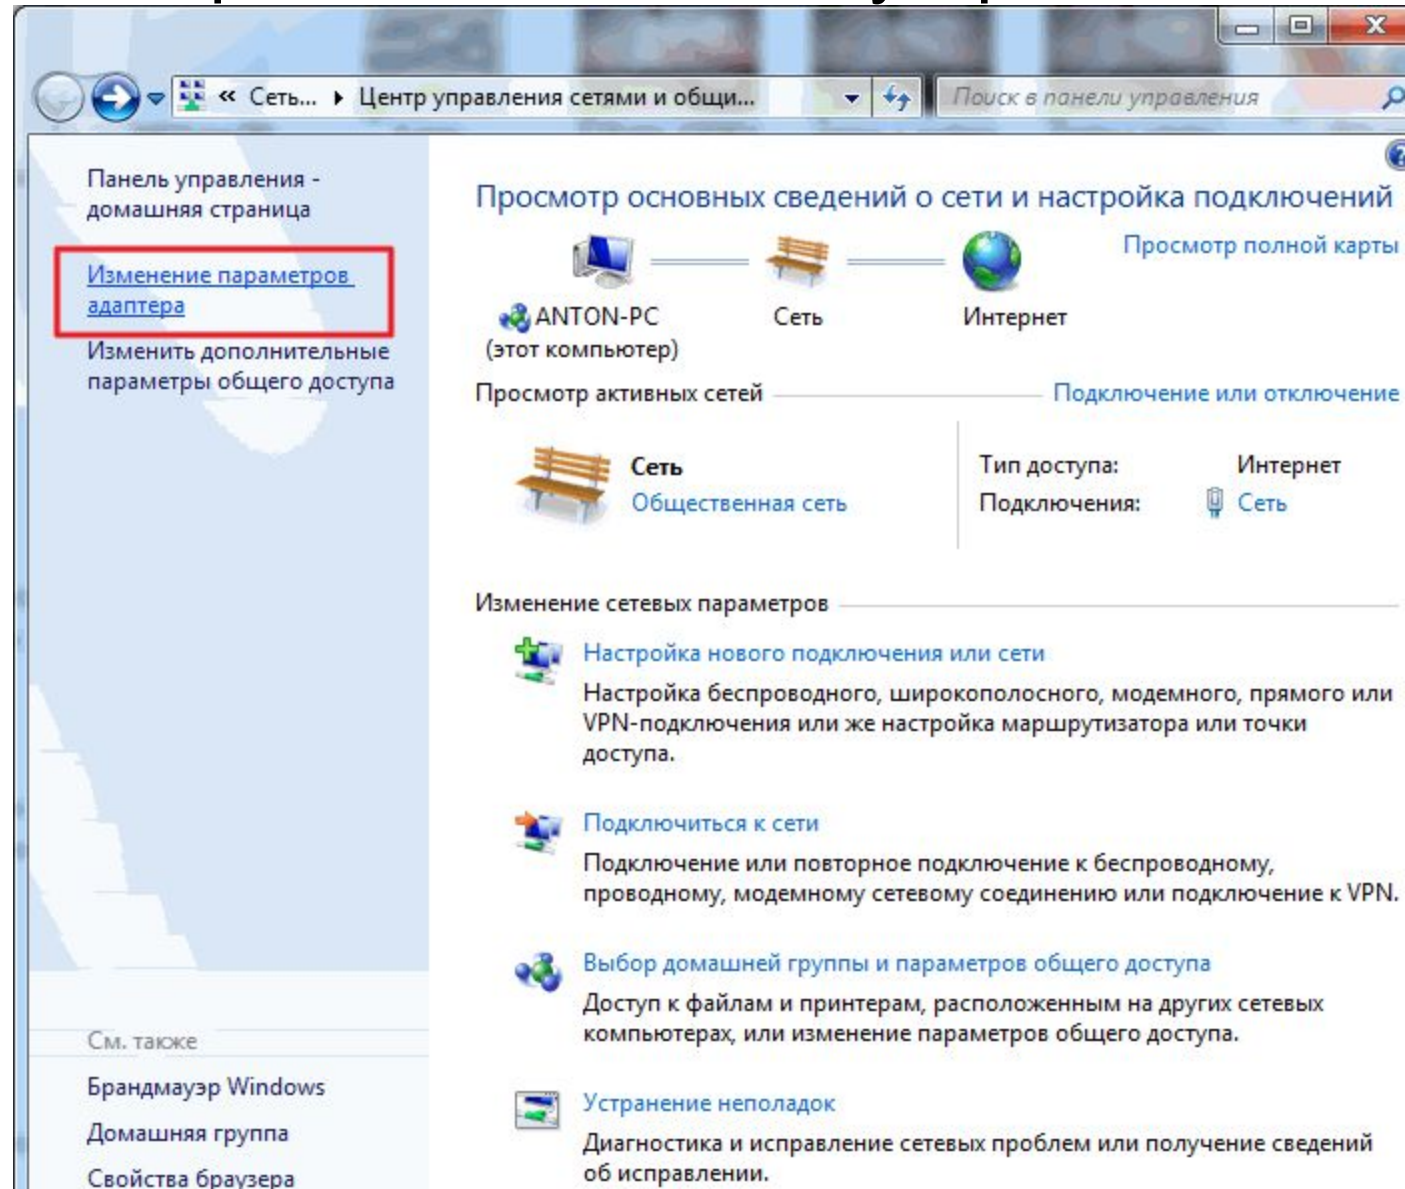 « Сеть... Центр управления сетями и общи... Поиск в панели управления
Панель управления -
домашняя страница
Изменение параметров
адаптера
Изменить дополнительные
параметры общего доступа
См. также
Брандмауэр Windows
Домашняя группа
Свойства браузера
Просмотр основных сведений о сети и настройка подключений
Просмотр полной карты
ANTON-PC Сеть Интернет
(этот компьютер)
Просмотр активных сетей Подключение или отключение
Сеть Тип доступа: Интернет
Общественная сеть Подключения: Сеть
Изменение сетевых параметров
Настройка нового подключения или сети
Настройка беспроводного, широкополосного, модемного, прямого или
VPN-подключения или же настройка маршрутизатора или точки
доступа.
Подключиться к сети
Подключение или повторное подключение к беспроводному,
проводному, модемному сетевому соединению или подключение к VPN.
Выбор домашней группы и параметров общего доступа
Доступ к файлам и принтерам, расположенным на других сетевых
компьютерах, или изменение параметров общего доступа.
Устранение неполадок
Диагностика и исправление сетевых проблем или получение сведений
об исправлении.